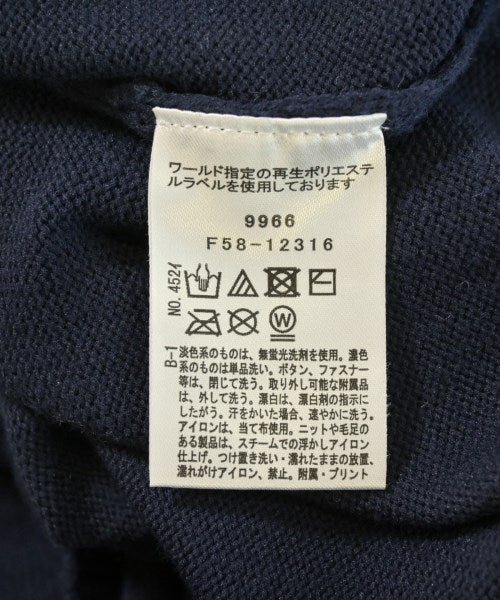 ワールド指定の再生ポリエステ
ルラベルを使用しております
9966
F58-12316
NO. 452イ
W
B-1
淡色系のものは、無蛍光洗剤を使用。濃色
系のものは単品洗い。ボタン、ファスナー
等は、閉じて洗う。取り外し可能な附属品
は、外して洗う。漂白は、漂白剤の指示に
したがう。汗をかいた場合、速やかに洗う。
アイロンは、当て布使用。ニットや毛足の
ある製品は、スチームでの浮かしアイロン
仕上げ。つけ置き洗い・濡れたままの放置、
濡れがけアイロン、禁止。附属・プリント